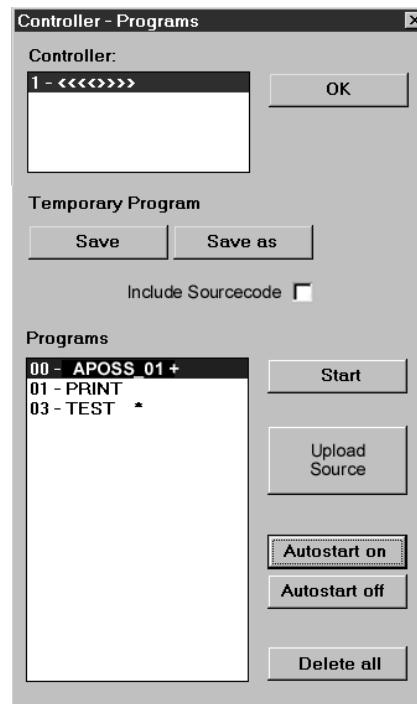 Controller - Programs
Controller:
1 - <<<<>>>>
OK
Temporary Program
Save
Save as
Include Sourcecode
Programs
00 - APOSS_01 +
01 - PRINT
03 - TEST *
Start
Upload
Source
Autostart on
Autostart off
Delete all